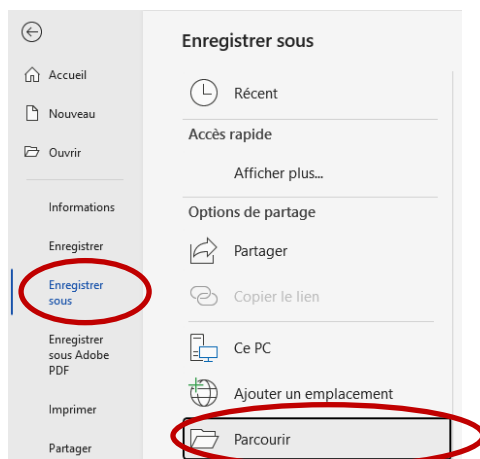 Accueil
Nouveau
Ouvrir
Informations
Enregistrer
Enregistrer
sous
Enregistrer
sous Adobe
PDF
Imprimer
Partager
Enregistrer sous
Récent
Accès rapide
Afficher plus...
Options de partage
Partager
Copier le lien
Ce PC
Ajouter un emplacement
Parcourir